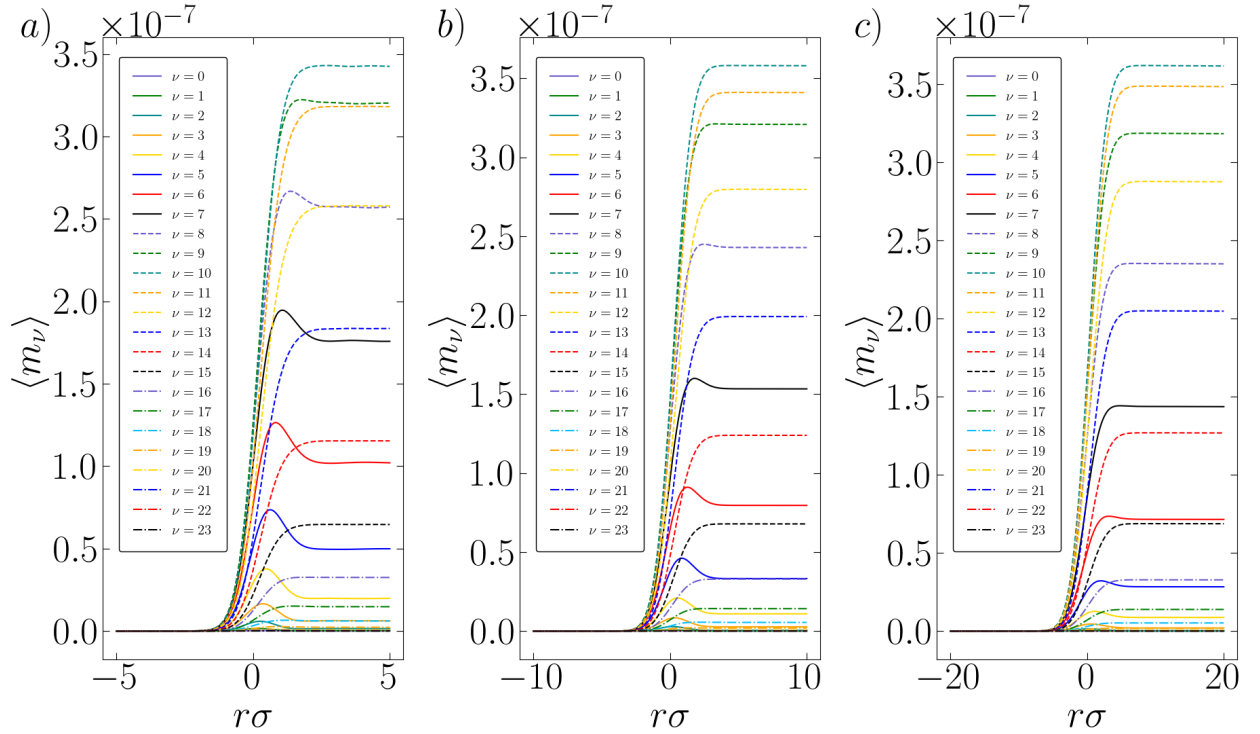 a)
×10⁻⁷
3.5
3.0
2.5
2.0
1.5
1.0
0.5
0.0
⟨m_ν⟩
ν = 0
ν = 1
ν = 2
ν = 3
ν = 4
ν = 5
ν = 6
ν = 7
ν = 8
ν = 9
ν = 10
ν = 11
ν = 12
ν = 13
ν = 14
ν = 15
ν = 16
ν = 17
ν = 18
ν = 19
ν = 20
ν = 21
ν = 22
ν = 23
−5 0 5
rσ
b)
×10⁻⁷
3.5
3.0
2.5
2.0
1.5
1.0
0.5
0.0
⟨m_ν⟩
ν = 0
ν = 1
ν = 2
ν = 3
ν = 4
ν = 5
ν = 6
ν = 7
ν = 8
ν = 9
ν = 10
ν = 11
ν = 12
ν = 13
ν = 14
ν = 15
ν = 16
ν = 17
ν = 18
ν = 19
ν = 20
ν = 21
ν = 22
ν = 23
−10 0 10
rσ
c)
×10⁻⁷
3.5
3.0
2.5
2.0
1.5
1.0
0.5
0.0
⟨m_ν⟩
ν = 0
ν = 1
ν = 2
ν = 3
ν = 4
ν = 5
ν = 6
ν = 7
ν = 8
ν = 9
ν = 10
ν = 11
ν = 12
ν = 13
ν = 14
ν = 15
ν = 16
ν = 17
ν = 18
ν = 19
ν = 20
ν = 21
ν = 22
ν = 23
−20 0 20
rσ